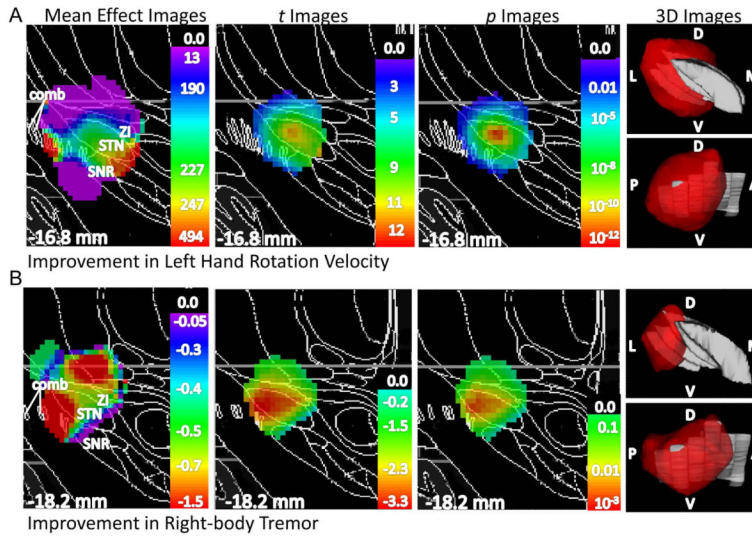 A Mean Effect Images t Images p Images 3D Images
0.0
13
190
227
247
494
comb
ZI
STN
SNR
-16.8 mm
0.0
3
5
9
11
12
-16.8 mm
0.0
0.01
10-5
10-8
10-10
10-12
-16.8 mm
D
L
V
D
P
V
Improvement in Left Hand Rotation Velocity
B
0.0
-0.05
-0.3
-0.4
-0.5
-0.7
-1.5
comb
ZI
STN
SNR
-18.2 mm
0.0
-0.2
-1.5
-2.3
-3.3
-18.2 mm
0.0
0.1
0.01
10-3
-18.2 mm
D
L
V
D
P
V
Improvement in Right-body Tremor